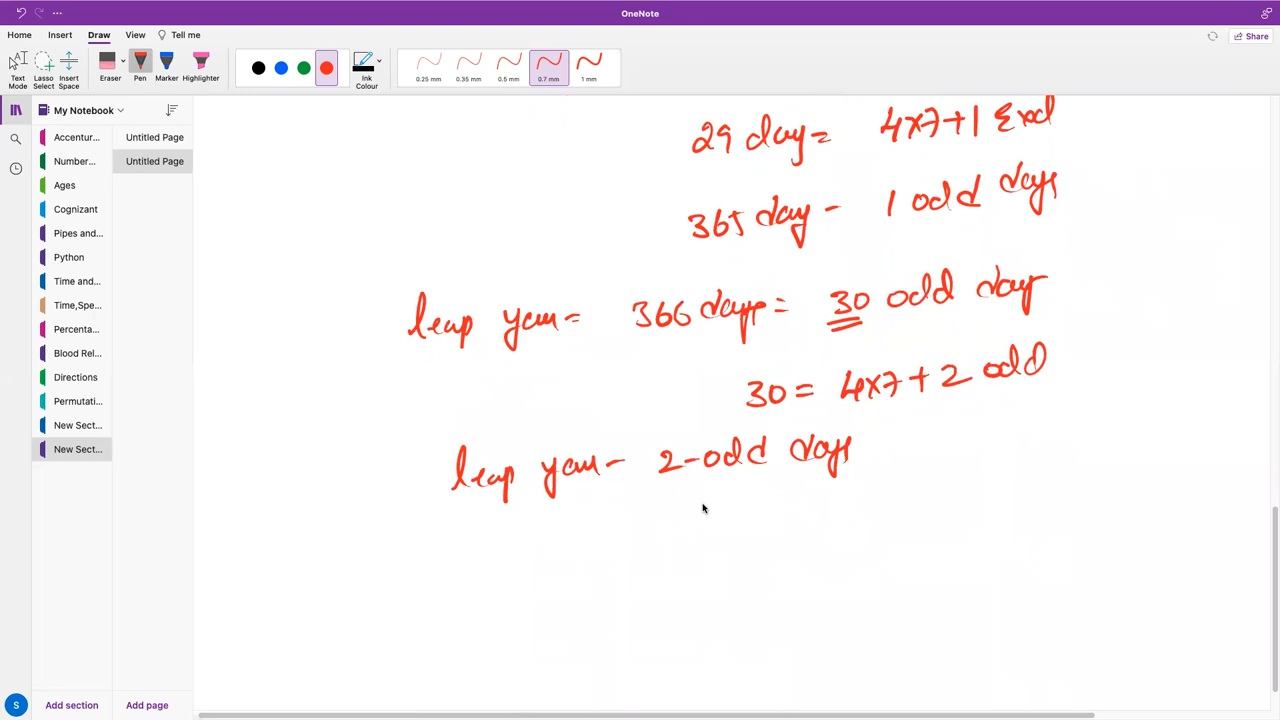 OneNote
Home Insert Draw View Tell me
Share
Text Mode
Lasso Select
Insert Space
Eraser
Pen
Marker
Highlighter
Ink Colour
0.25 mm
0.35 mm
0.5 mm
0.7 mm
1 mm
My Notebook
Accentur...
Number...
Ages
Cognizant
Pipes and...
Python
Time and...
Time,Spe...
Percenta...
Blood Rel...
Directions
Permutati...
New Sect...
New Sect...
Untitled Page
Untitled Page
29 day = 4x7+1
365 day - 1 odd days
leap year = 366 days = 30 odd day
30 = 4x7+2 odd
leap year - 2-odd days
S
Add section
Add page